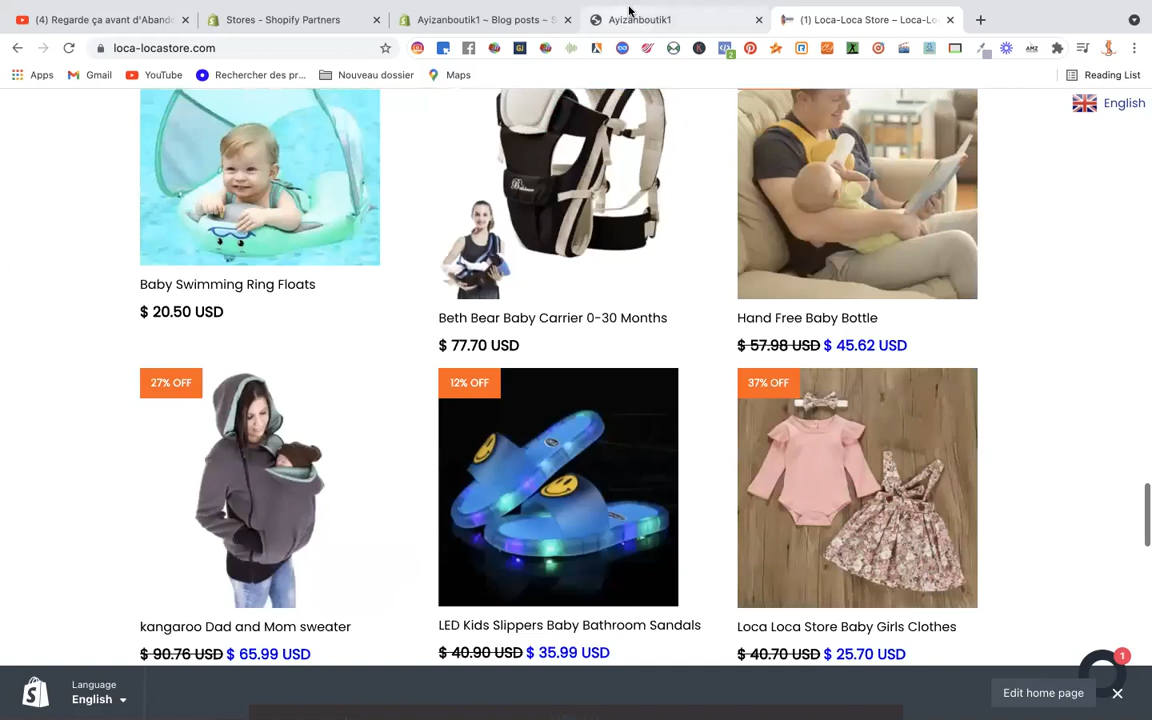 (4) Regarde ça avant d'Aband
Stores - Shopify Partners
Ayizanboutik1 ~ Blog posts ~ S
Ayizanboutik1
(1) Loca-Loca Store – Loca-Lo
loca-locastore.com
Apps
Gmail
YouTube
Rechercher des pr...
Nouveau dossier
Maps
Reading List
English
Baby Swimming Ring Floats
$ 20.50 USD
Beth Bear Baby Carrier 0-30 Months
$ 77.70 USD
Hand Free Baby Bottle
$ 57.98 USD $ 45.62 USD
27% OFF
12% OFF
37% OFF
kangaroo Dad and Mom sweater
$ 90.76 USD $ 65.99 USD
LED Kids Slippers Baby Bathroom Sandals
$ 40.90 USD $ 35.99 USD
Loca Loca Store Baby Girls Clothes
$ 40.70 USD $ 25.70 USD
1
Language
English
Edit home page